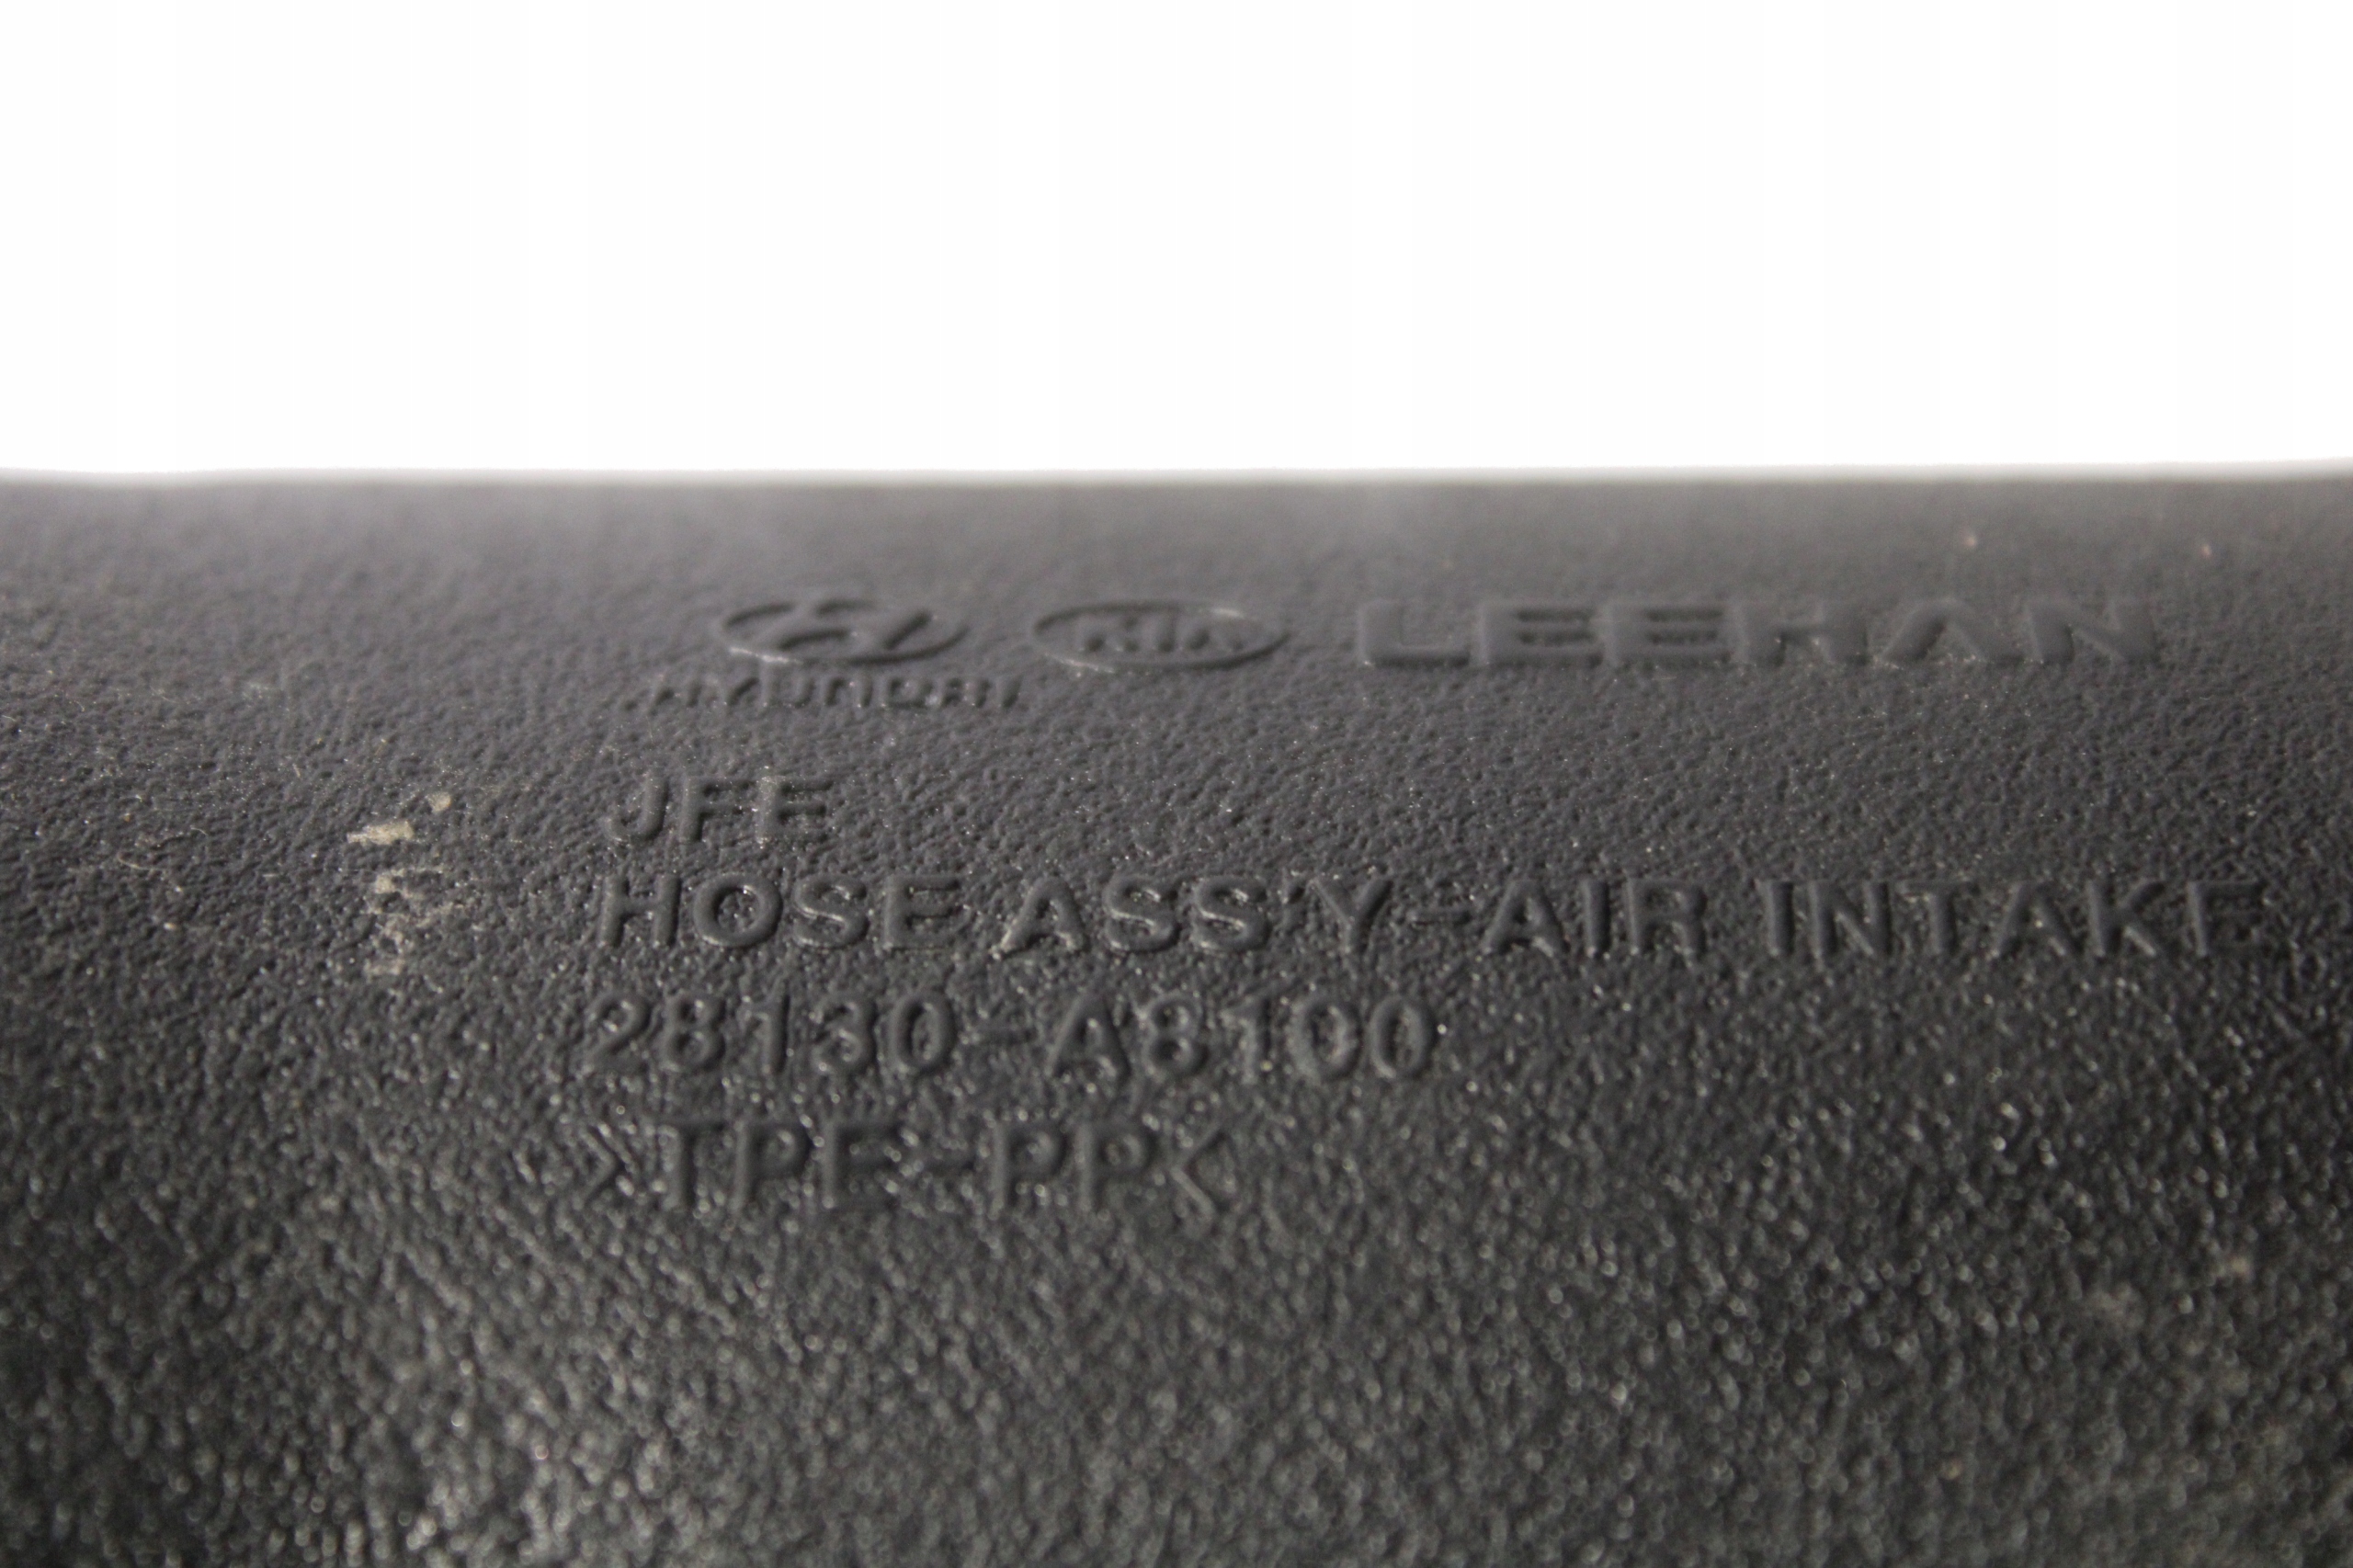 KIA LEEHAN
HYUNDAI
JFE
HOSE ASS'Y-AIR INTAKE
28130-A8100
>TPE-PP<